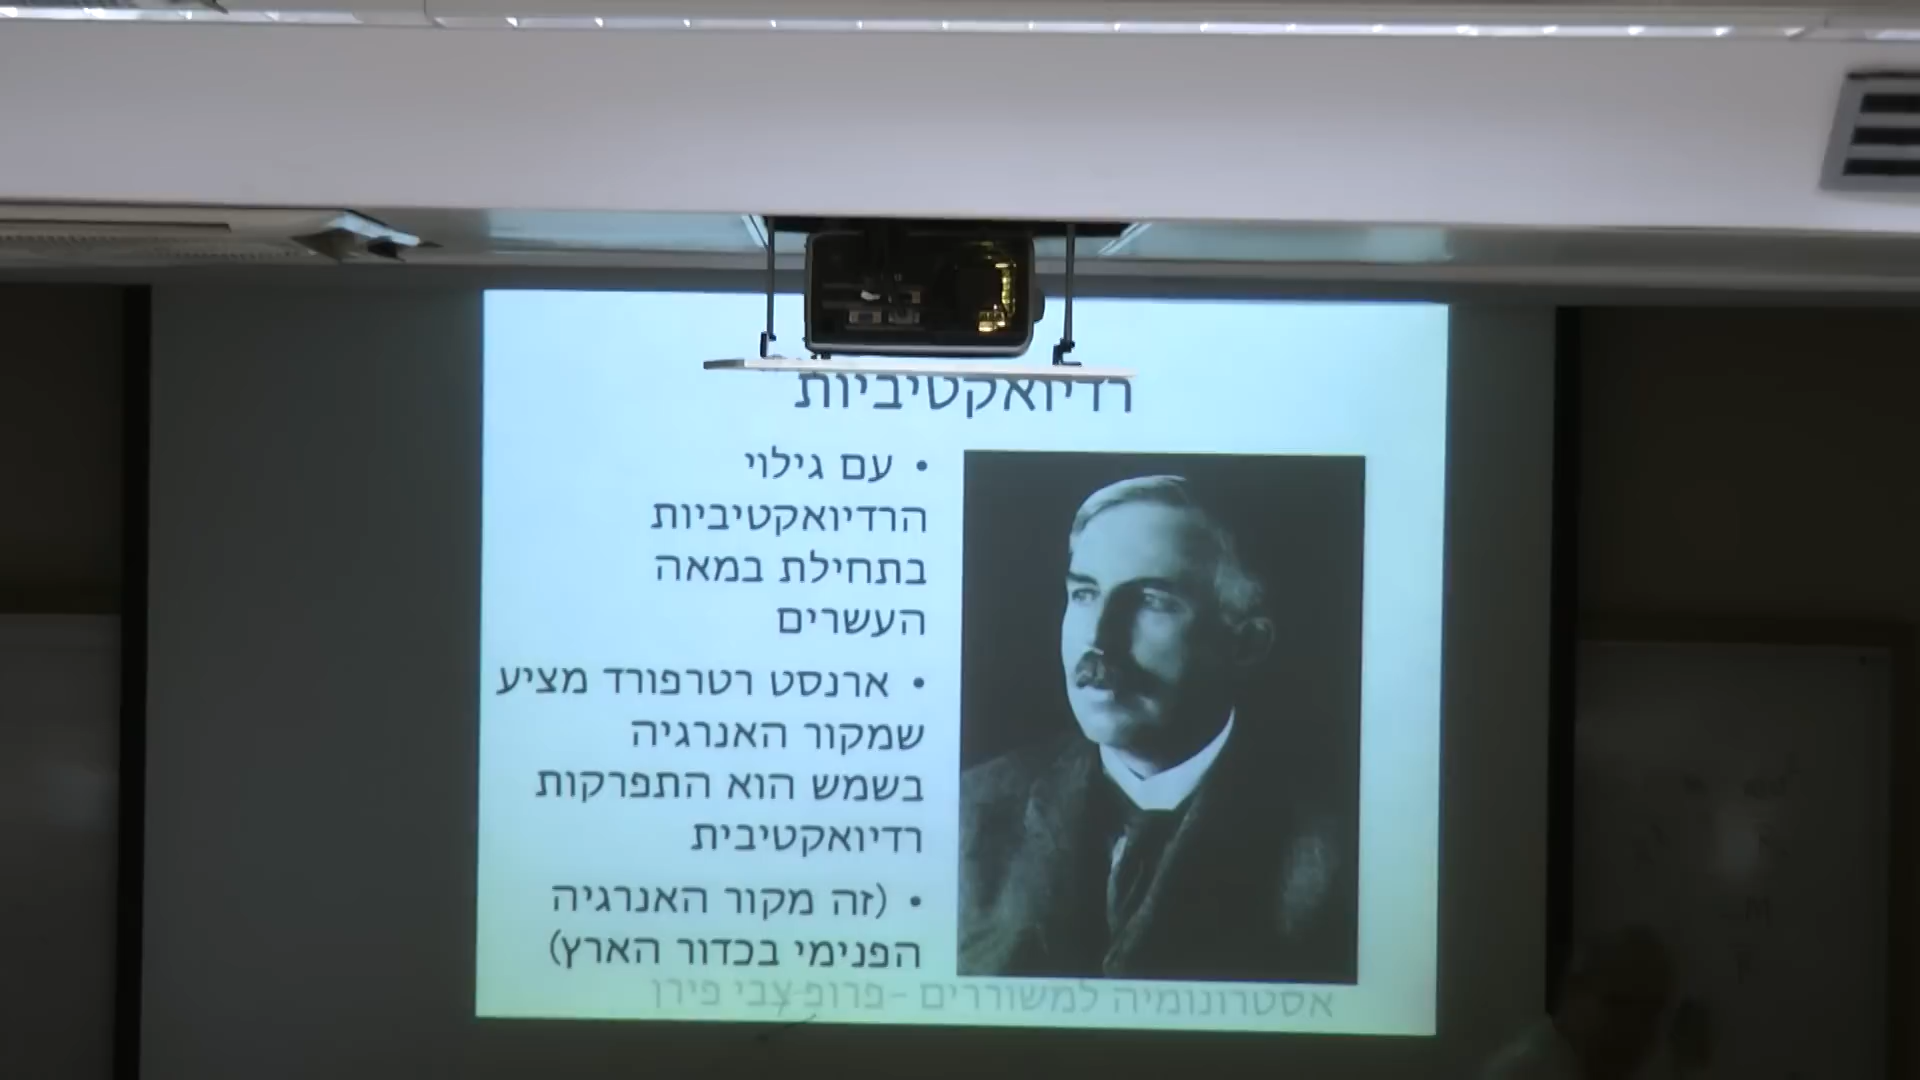 רדיואקטיביות
• עם גילוי
הרדיואקטיביות
בתחילת במאה
העשרים
• ארנסט רטרפורד מציע
שמקור האנרגיה
בשמש הוא התפרקות
רדיואקטיבית
• (זה מקור האנרגיה
הפנימי בכדור הארץ)
אסטרונומיה למשוררים -פרופ צבי פירן